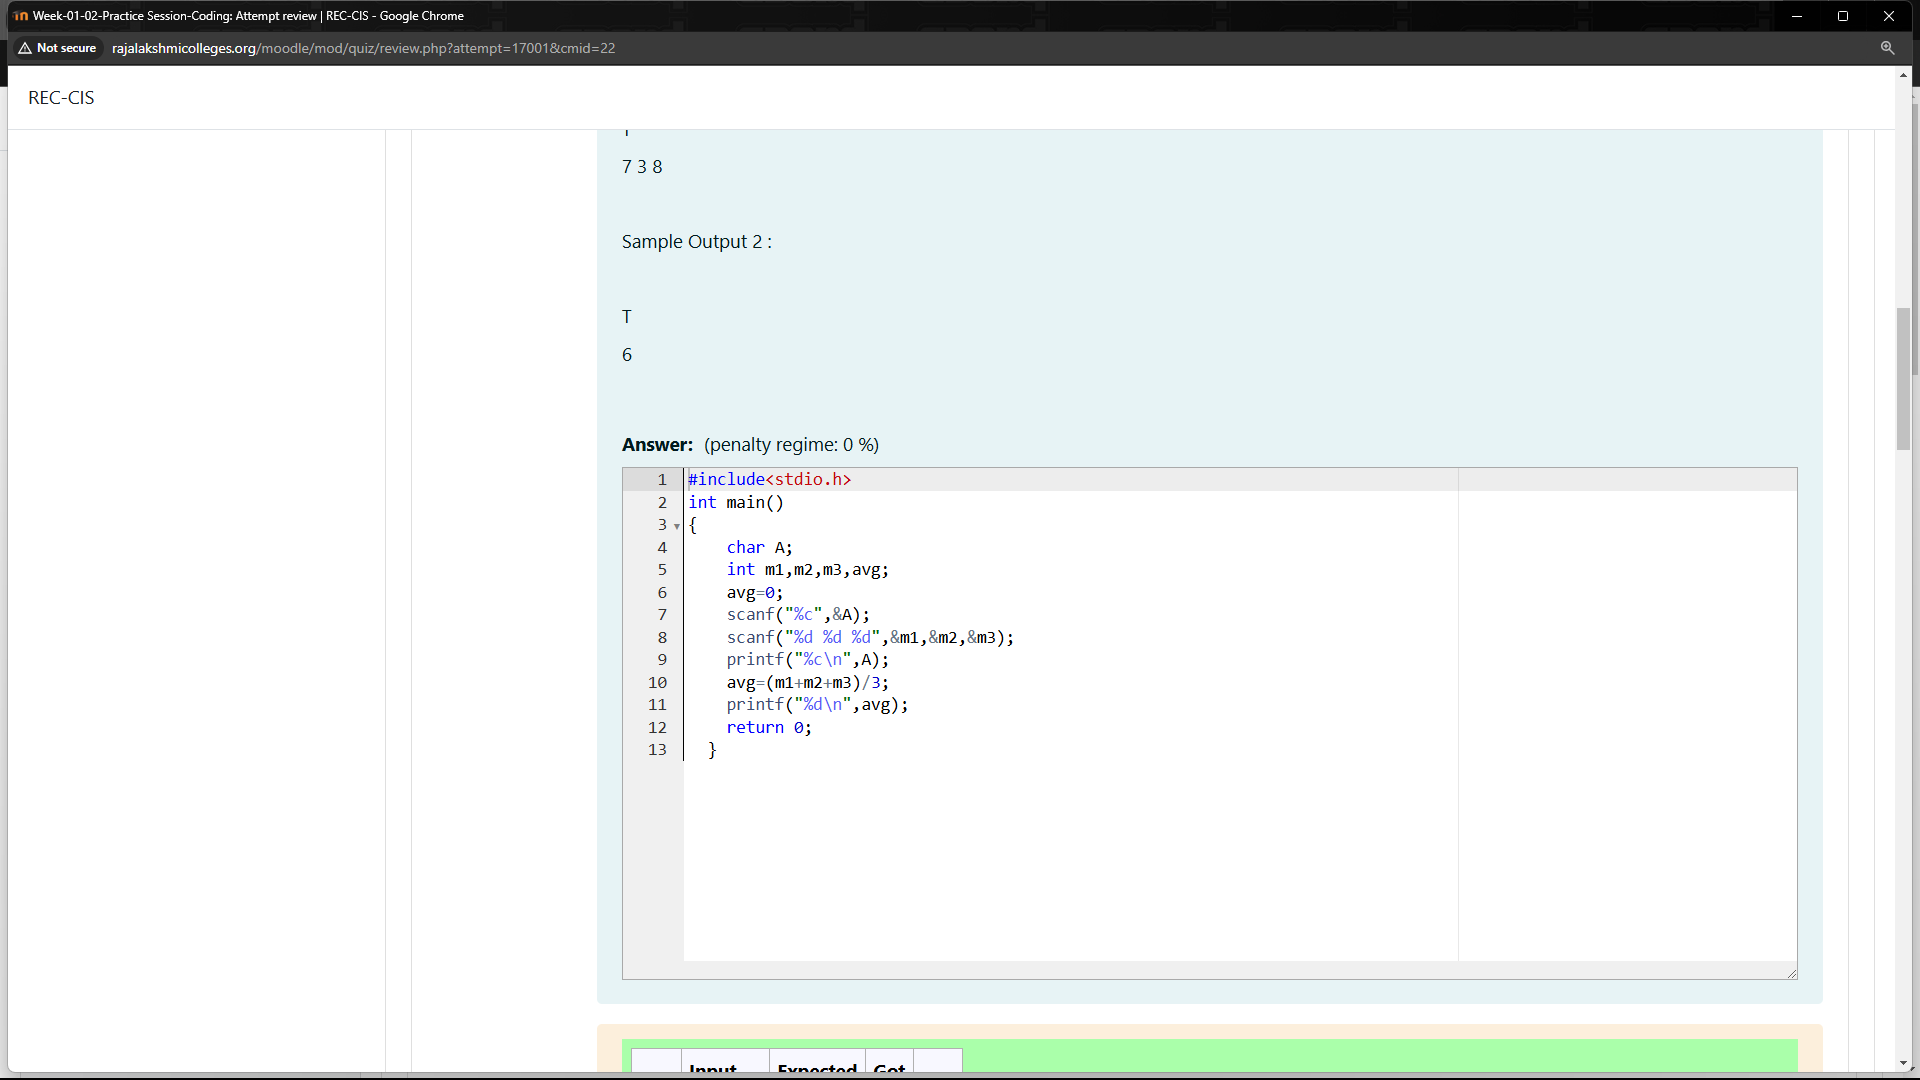 Week-01-02-Practice Session-Coding: Attempt review | REC-CIS - Google Chrome
Not secure rajalakshmicolleges.org/moodle/mod/quiz/review.php?attempt=17001&cmid=22
REC-CIS
7 3 8
Sample Output 2 :
T
6
Answer: (penalty regime: 0 %)
1 #include<stdio.h>
2 int main()
3 {
4 char A;
5 int m1,m2,m3,avg;
6 avg=0;
7 scanf("%c",&A);
8 scanf("%d %d %d",&m1,&m2,&m3);
9 printf("%c\n",A);
10 avg=(m1+m2+m3)/3;
11 printf("%d\n",avg);
12 return 0;
13 }
Input Expected Got